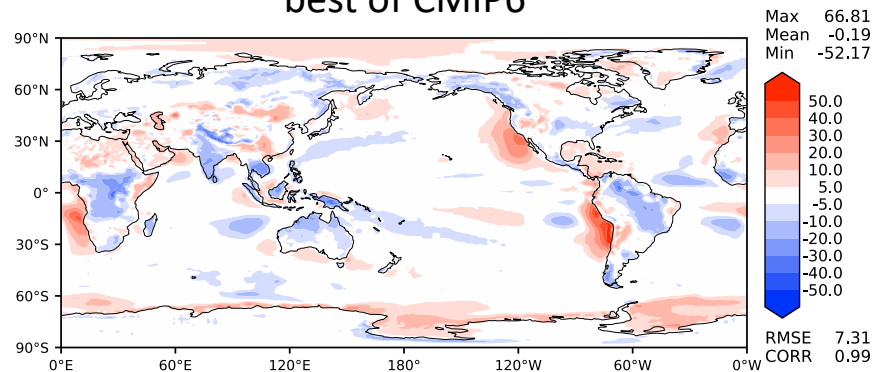 best of CMIP6
Max 66.81
Mean -0.19
Min -52.17
90°N
60°N
30°N
0°
30°S
60°S
90°S
0°E
60°E
120°E
180°
120°W
60°W
0°W
50.0
40.0
30.0
20.0
10.0
5.0
-5.0
-10.0
-20.0
-30.0
-40.0
-50.0
RMSE 7.31
CORR 0.99